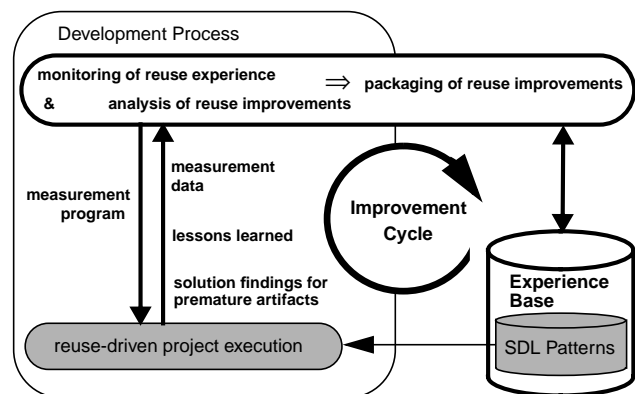 Development Process
monitoring of reuse experience ⇒ packaging of reuse improvements
& analysis of reuse improvements
measurement
program
measurement
data
lessons learned
solution findings for
premature artifacts
Improvement
Cycle
Experience
Base
SDL Patterns
reuse-driven project execution